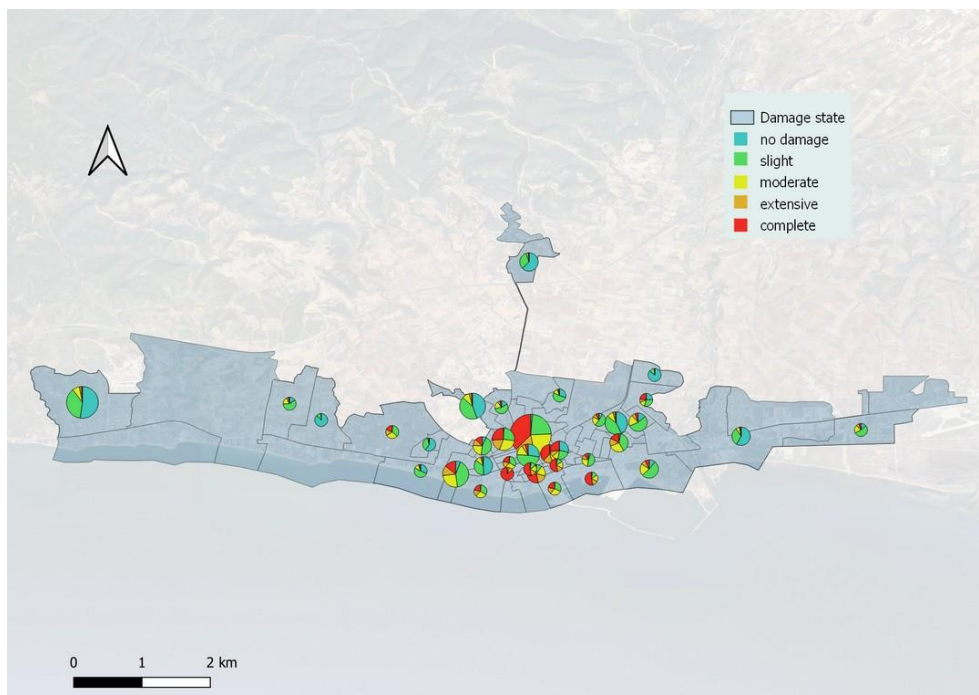 Damage state
no damage
slight
moderate
extensive
complete
0 1 2 km